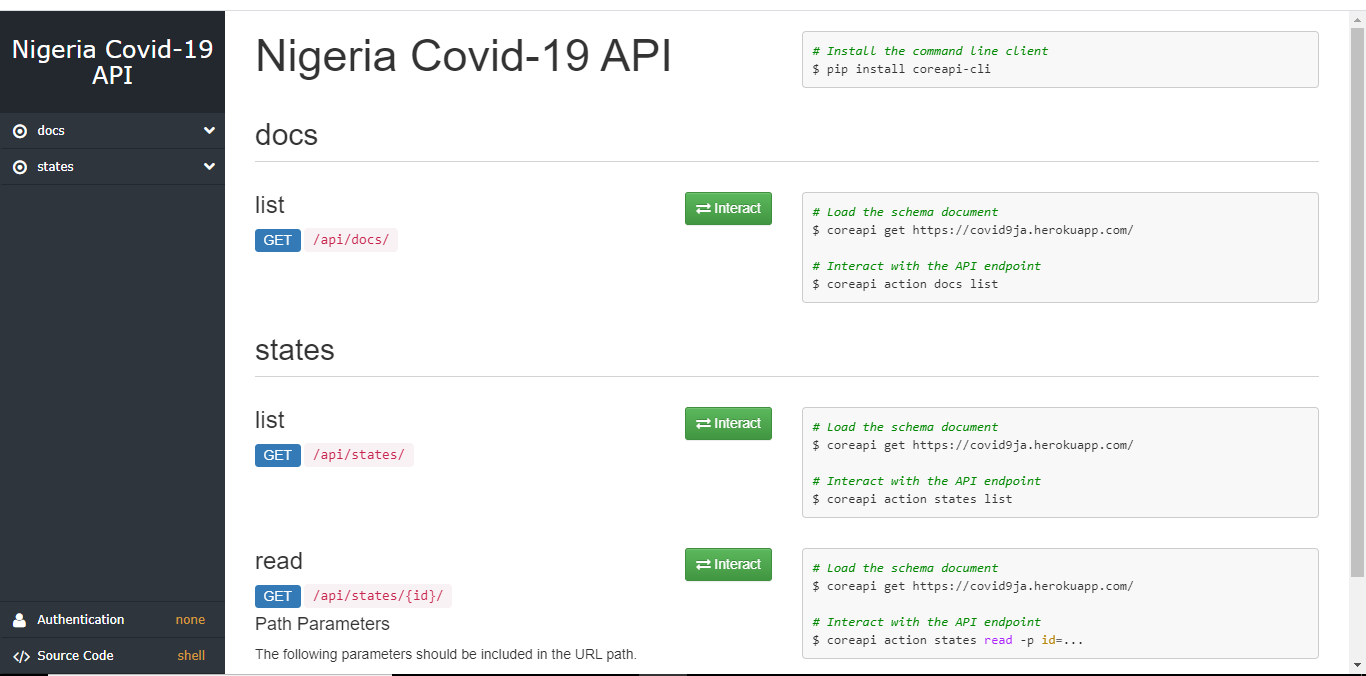 Nigeria Covid-19
API
docs
states
Authentication none
Source Code shell
Nigeria Covid-19 API
# Install the command line client
$ pip install coreapi-cli
docs
list
GET /api/docs/
Interact
# Load the schema document
$ coreapi get https://covid9ja.herokuapp.com/
# Interact with the API endpoint
$ coreapi action docs list
states
list
GET /api/states/
Interact
# Load the schema document
$ coreapi get https://covid9ja.herokuapp.com/
# Interact with the API endpoint
$ coreapi action states list
read
GET /api/states/{id}/
Interact
Path Parameters
The following parameters should be included in the URL path.
# Load the schema document
$ coreapi get https://covid9ja.herokuapp.com/
# Interact with the API endpoint
$ coreapi action states read -p id=...